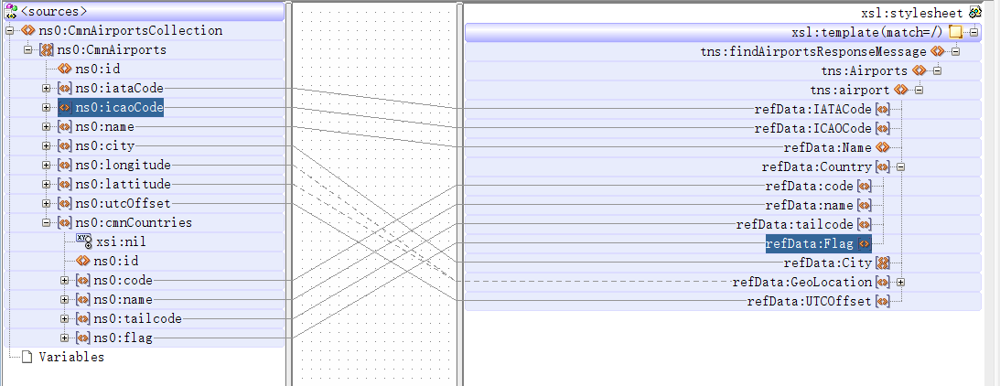 <sources>
ns0:CmnAirportsCollection
ns0:CmnAirports
ns0:id
ns0:iataCode
ns0:icaoCode
ns0:name
ns0:city
ns0:longitude
ns0:lattitude
ns0:utcOffset
ns0:cmnCountries
xsi:nil
ns0:id
ns0:code
ns0:name
ns0:tailcode
ns0:flag
Variables
xsl:stylesheet
xsl:template(match=/)
tns:findAirportsResponseMessage
tns:Airports
tns:airport
refData:IATACode
refData:ICAOCode
refData:Name
refData:Country
refData:code
refData:name
refData:tailcode
refData:Flag
refData:City
refData:GeoLocation
refData:UTCOffset